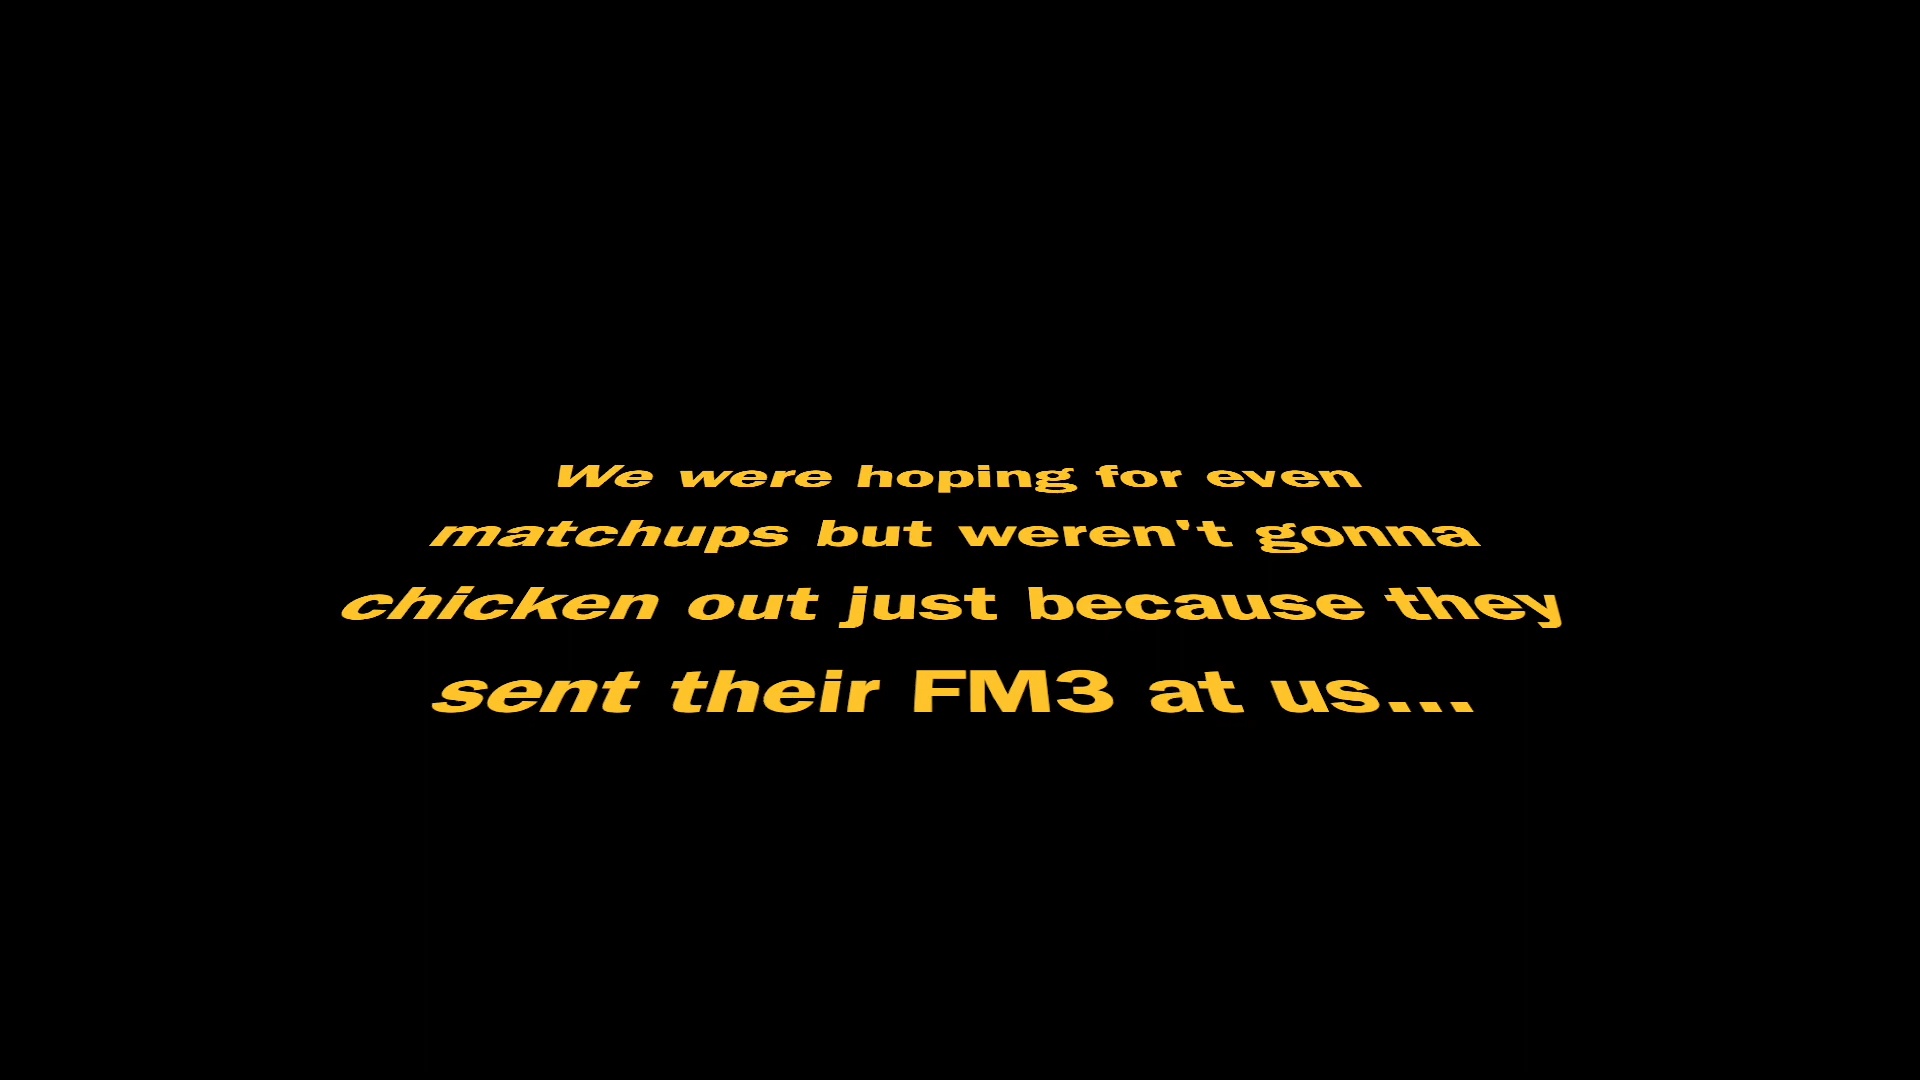 We were hoping for even
matchups but weren't gonna
chicken out just because they
sent their FM3 at us...